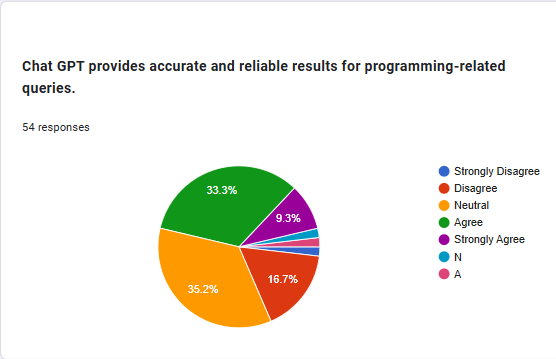 Chat GPT provides accurate and reliable results for programming-related
queries.
54 responses
33.3%
9.3%
16.7%
35.2%
Strongly Disagree
Disagree
Neutral
Agree
Strongly Agree
N
A